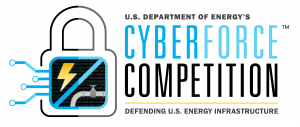 U.S. DEPARTMENT OF ENERGY'S
CYBERFORCE™
COMPETITION
DEFENDING U.S. ENERGY INFRASTRUCTURE